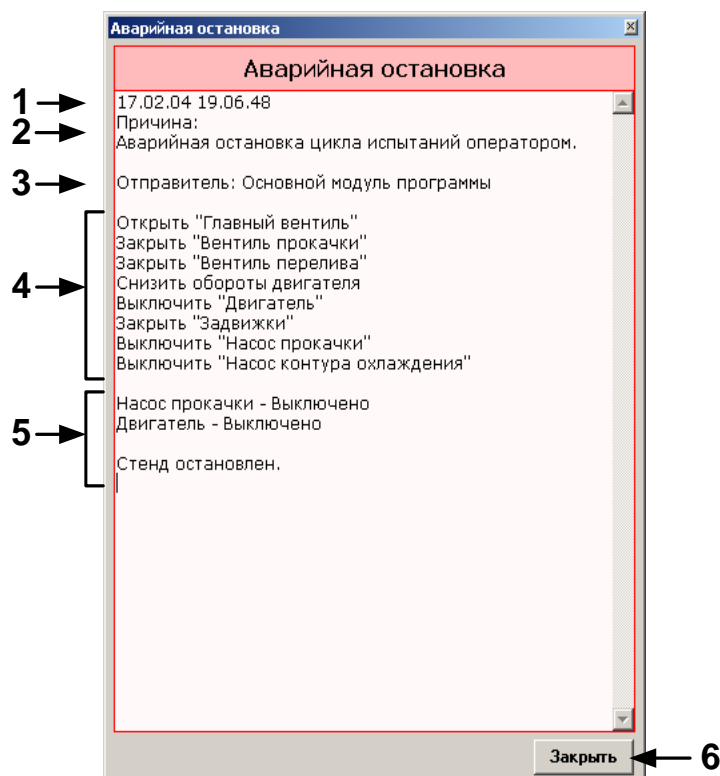 Аварийная остановка
Аварийная остановка
1
17.02.04 19.06.48
2
Причина:
Аварийная остановка цикла испытаний оператором.
3
Отправитель: Основной модуль программы
4
Открыть "Главный вентиль"
Закрыть "Вентиль прокачки"
Закрыть "Вентиль перелива"
Снизить обороты двигателя
Выключить "Двигатель"
Закрыть "Задвижки"
Выключить "Насос прокачки"
Выключить "Насос контура охлаждения"
5
Насос прокачки - Выключено
Двигатель - Выключено
Стенд остановлен.
Закрыть
6